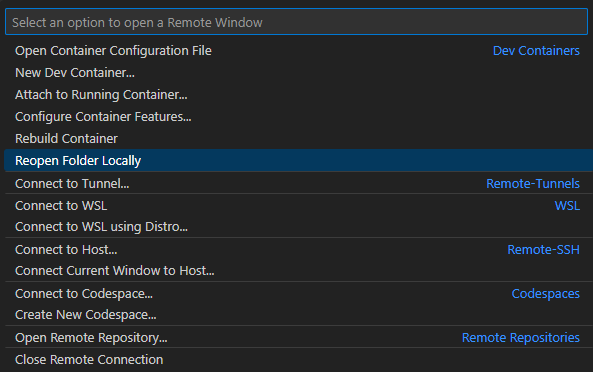 Select an option to open a Remote Window
Open Container Configuration File Dev Containers
New Dev Container...
Attach to Running Container...
Configure Container Features...
Rebuild Container
Reopen Folder Locally
Connect to Tunnel... Remote-Tunnels
Connect to WSL WSL
Connect to WSL using Distro...
Connect to Host... Remote-SSH
Connect Current Window to Host...
Connect to Codespace... Codespaces
Create New Codespace...
Open Remote Repository... Remote Repositories
Close Remote Connection